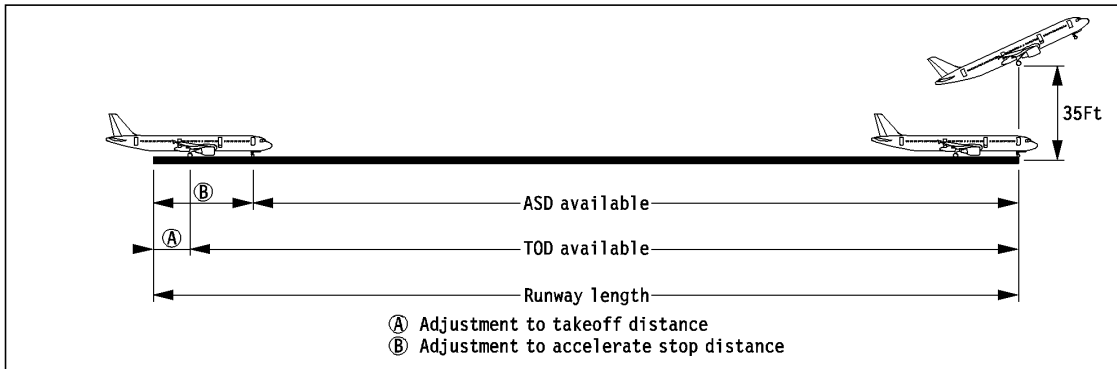 35Ft
Ⓑ
ASD available
Ⓐ
TOD available
Runway length
Ⓐ Adjustment to takeoff distance
Ⓑ Adjustment to accelerate stop distance